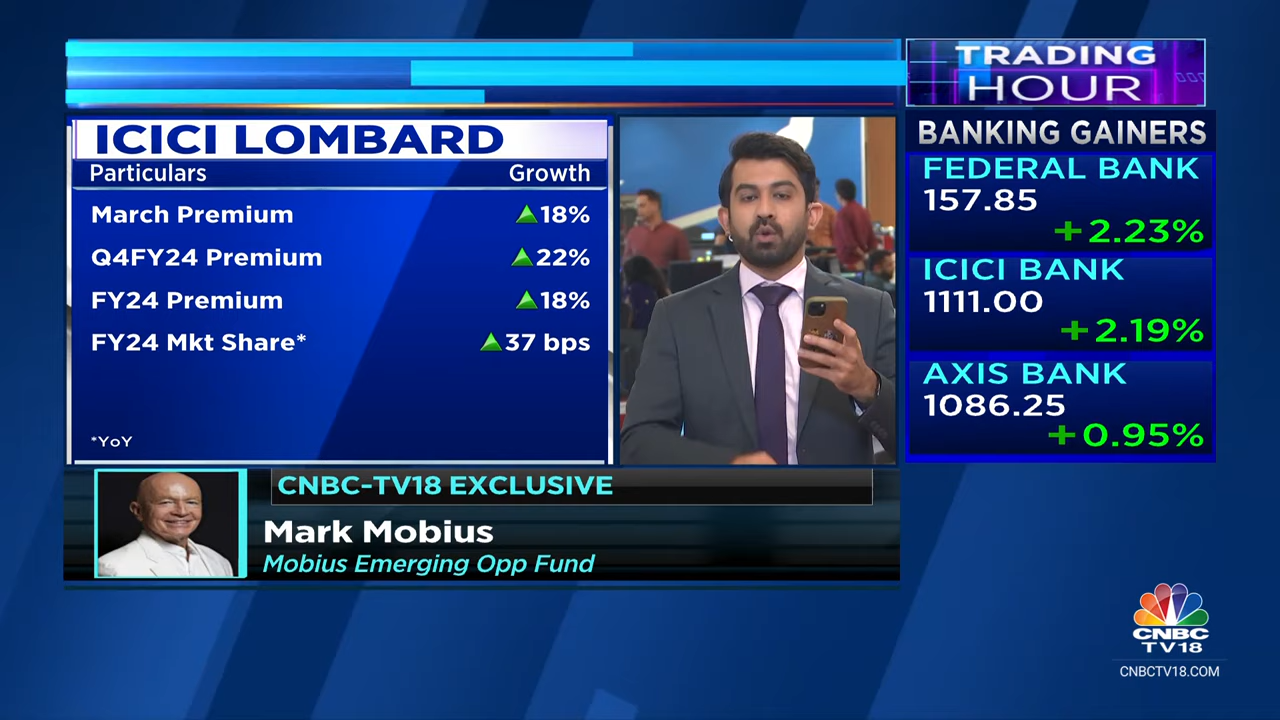 TRADING
HOUR
ICICI LOMBARD
Particulars Growth
March Premium 18%
Q4FY24 Premium 22%
FY24 Premium 18%
FY24 Mkt Share* 37 bps
*YoY
BANKING GAINERS
FEDERAL BANK
157.85
+2.23%
ICICI BANK
1111.00
+2.19%
AXIS BANK
1086.25
+0.95%
CNBC-TV18 EXCLUSIVE
Mark Mobius
Mobius Emerging Opp Fund
CNBC
TV18
CNBCTV18.COM